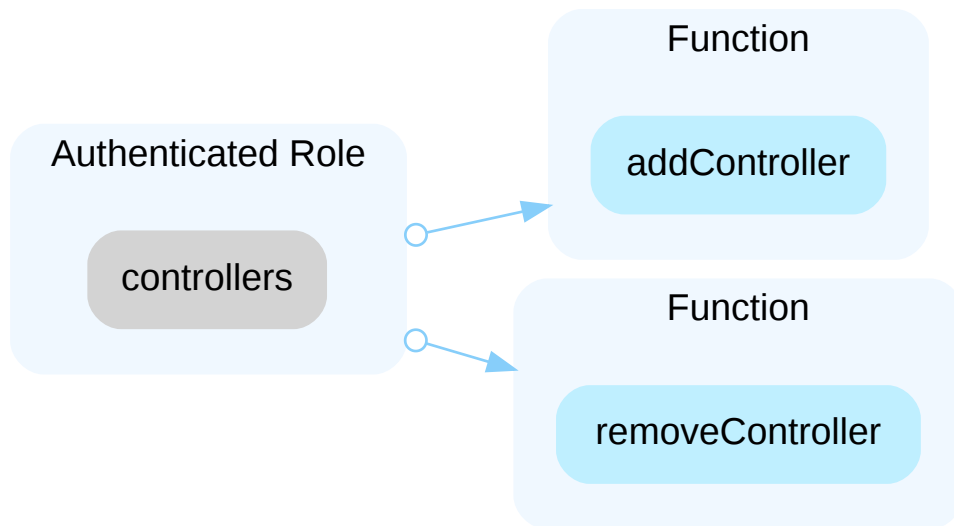 Authenticated Role
controllers
Function
addController
Function
removeController